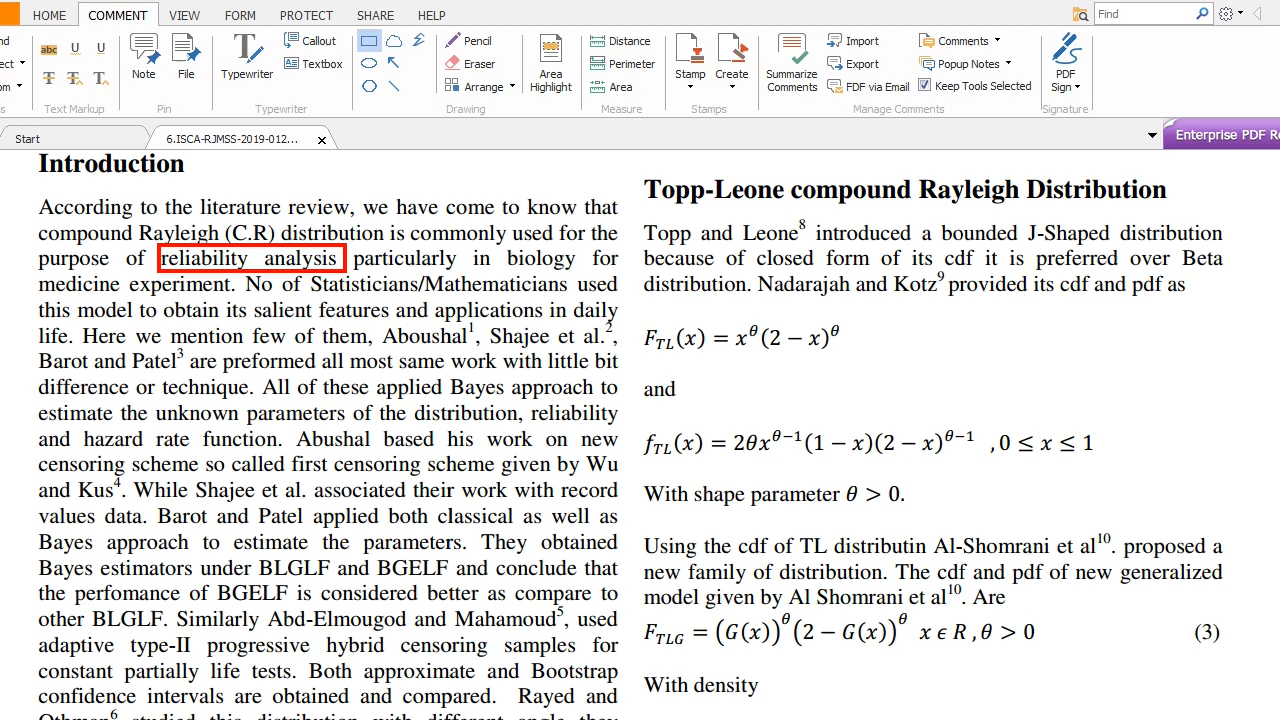 HOME COMMENT VIEW FORM PROTECT SHARE HELP
Find
abc U U
T T T
Text Markup
Note File
Pin
Typewriter Callout Textbox
Typewriter
Pencil
Eraser
Arrange
Drawing
Area Highlight
Distance
Perimeter
Area
Measure
Stamp Create
Stamps
Summarize Comments
Import
Export
FDF via Email
Comments
Popup Notes
Keep Tools Selected
Manage Comments
PDF Sign
Signature
Start
6.ISCA-RJMSS-2019-012...
Enterprise PDF Re
Introduction
According to the literature review, we have come to know that
compound Rayleigh (C.R) distribution is commonly used for the
purpose of reliability analysis particularly in biology for
medicine experiment. No of Statisticians/Mathematicians used
this model to obtain its salient features and applications in daily
life. Here we mention few of them, Aboushal¹, Shajee et al.²,
Barot and Patel³ are preformed all most same work with little bit
difference or technique. All of these applied Bayes approach to
estimate the unknown parameters of the distribution, reliability
and hazard rate function. Abushal based his work on new
censoring scheme so called first censoring scheme given by Wu
and Kus⁴. While Shajee et al. associated their work with record
values data. Barot and Patel applied both classical as well as
Bayes approach to estimate the parameters. They obtained
Bayes estimators under BLGLF and BGELF and conclude that
the perfomance of BGELF is considered better as compare to
other BLGLF. Similarly Abd-Elmougod and Mahamoud⁵, used
adaptive type-II progressive hybrid censoring samples for
constant partially life tests. Both approximate and Bootstrap
confidence intervals are obtained and compared. Rayed and
Othman⁶ studied this distribution with different angle they
Topp-Leone compound Rayleigh Distribution
Topp and Leone⁸ introduced a bounded J-Shaped distribution
because of closed form of its cdf it is preferred over Beta
distribution. Nadarajah and Kotz⁹ provided its cdf and pdf as
F_TL(x) = x^θ(2 − x)^θ
and
f_TL(x) = 2θx^(θ−1)(1 − x)(2 − x)^(θ−1) , 0 ≤ x ≤ 1
With shape parameter θ > 0.
Using the cdf of TL distributin Al-Shomrani et al¹⁰. proposed a
new family of distribution. The cdf and pdf of new generalized
model given by Al Shomrani et al¹⁰. Are
F_TLG = (G(x))^θ(2 − G(x))^θ x ϵ R , θ > 0 (3)
With density